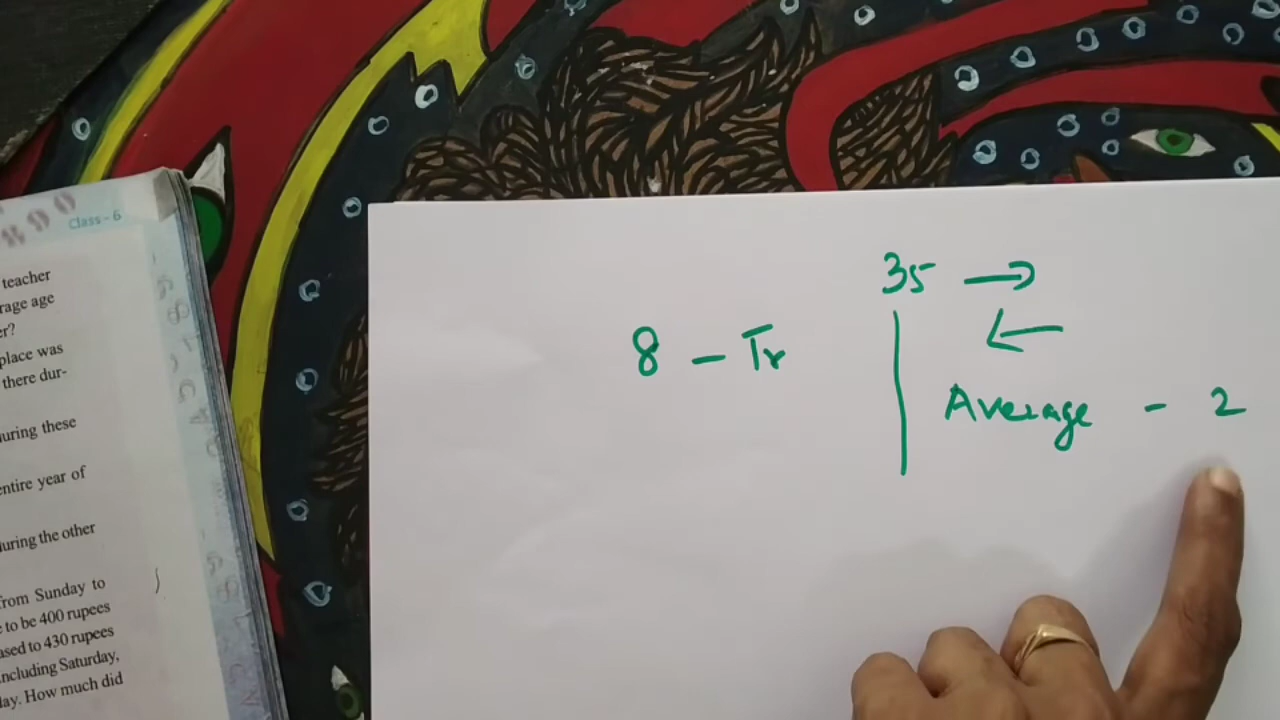 Class - 6
teacher
rage age
er?
place was
there dur-
uring these
entire year of
during the other
from Sunday to
e to be 400 rupees
ased to 430 rupees
including Saturday,
lay. How much did
35 →
←
8 - Tr
Average - 2